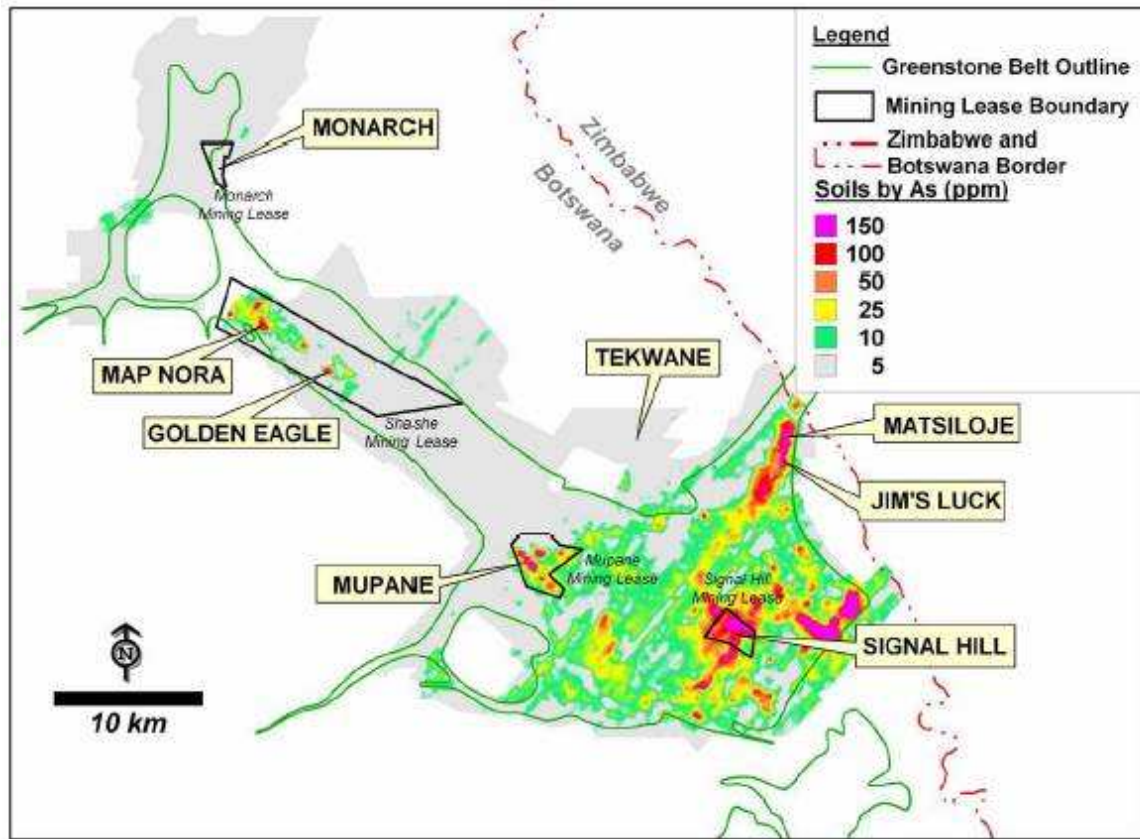 Legend
Greenstone Belt Outline
Mining Lease Boundary
Zimbabwe and
Botswana Border
Soils by As (ppm)
150
100
50
25
10
5
MONARCH
Monarch
Mining Lease
Zimbabwe
Botswana
MAP NORA
GOLDEN EAGLE
Shashe
Mining Lease
TEKWANE
MATSILOJE
JIM'S LUCK
MUPANE
Mupane
Mining Lease
Signal Hill
Mining Lease
SIGNAL HILL
N
10 km